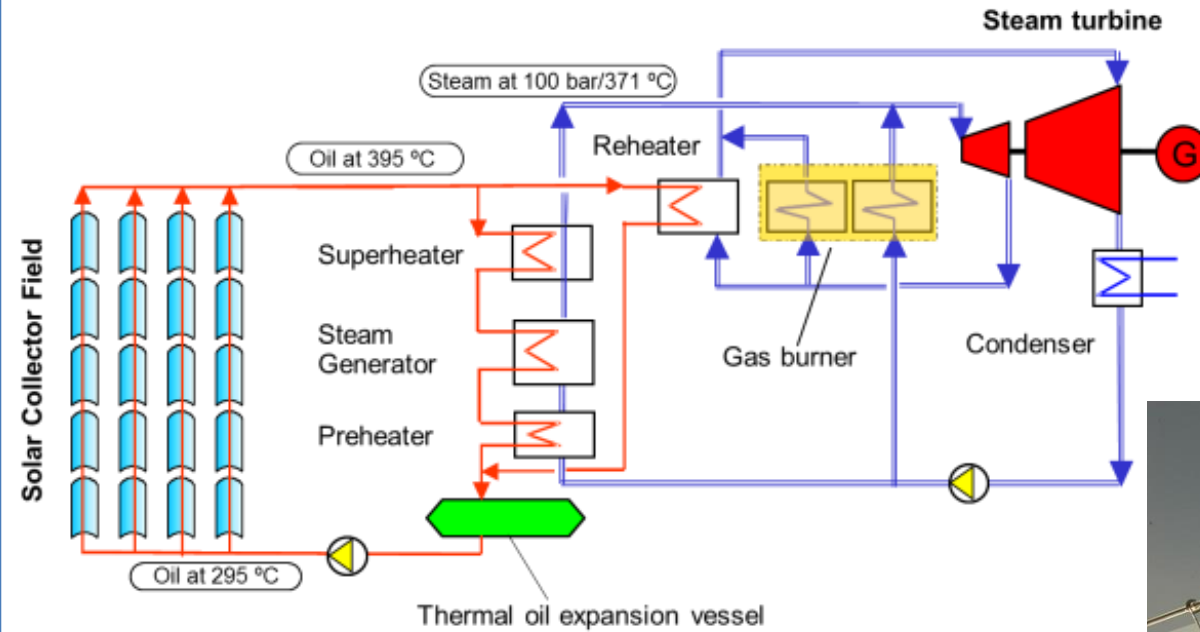 Steam turbine
Steam at 100 bar/371 ºC
Reheater
Oil at 395 ºC
G
Superheater
Solar Collector Field
Steam
Generator
Gas burner
Condenser
Preheater
Oil at 295 ºC
Thermal oil expansion vessel